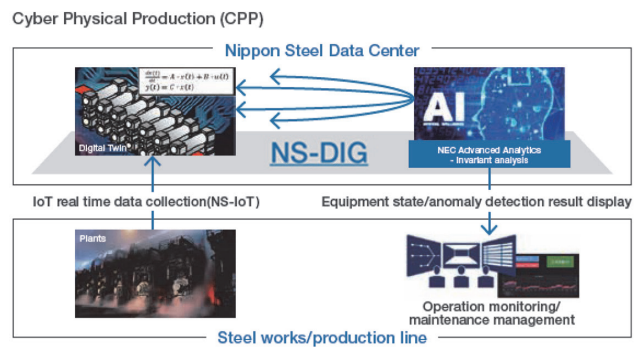 Cyber Physical Production (CPP)
Nippon Steel Data Center
dx(t)/dt = A · x(t) + B · u(t)
y(t) = C · x(t)
Digital Twin
AI
NS-DIG
NEC Advanced Analytics
- Invariant analysis
IoT real time data collection(NS-IoT)
Equipment state/anomaly detection result display
Plants
Operation monitoring/
maintenance management
Steel works/production line